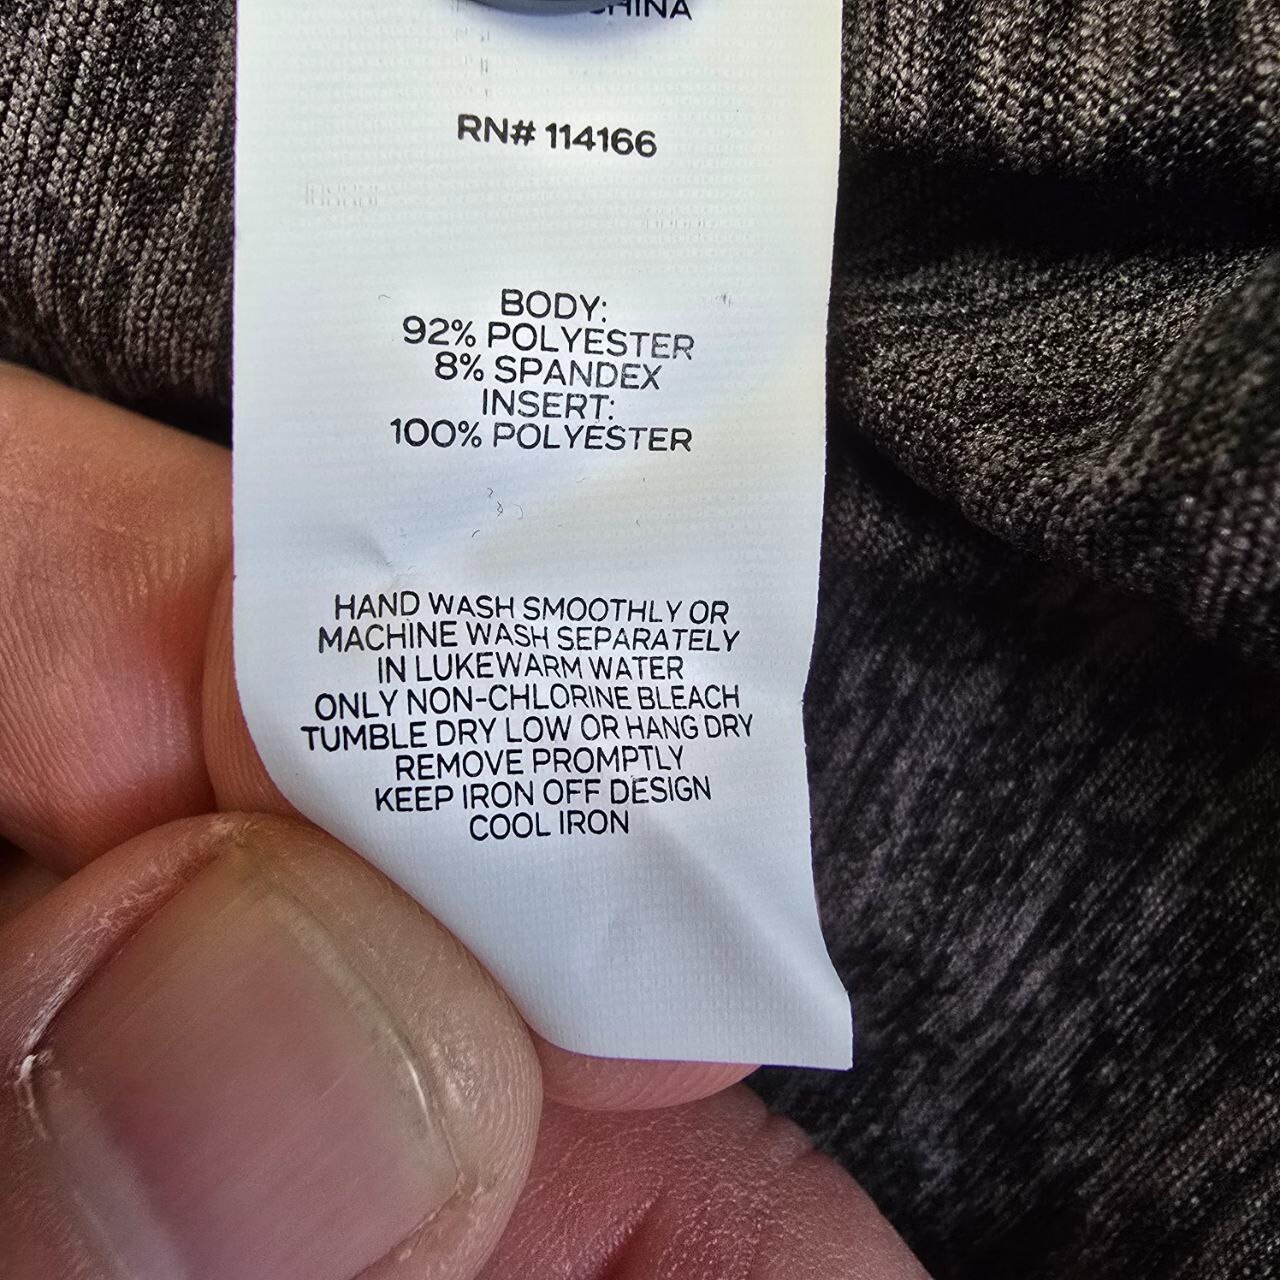 CHINA
RN# 114166
BODY:
92% POLYESTER
8% SPANDEX
INSERT:
100% POLYESTER
HAND WASH SMOOTHLY OR
MACHINE WASH SEPARATELY
IN LUKEWARM WATER
ONLY NON-CHLORINE BLEACH
TUMBLE DRY LOW OR HANG DRY
REMOVE PROMPTLY
KEEP IRON OFF DESIGN
COOL IRON